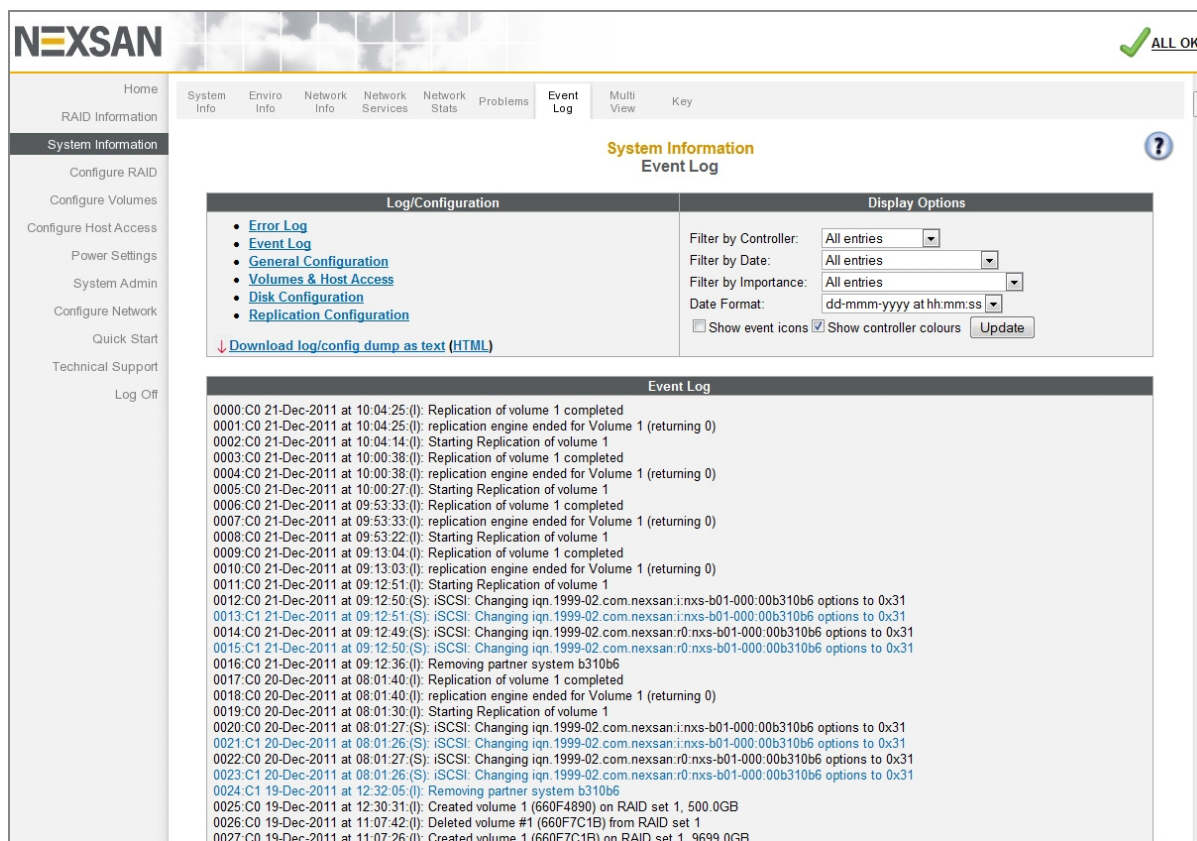 NEXSAN
ALL OK
Home
RAID Information
System Information
Configure RAID
Configure Volumes
Configure Host Access
Power Settings
System Admin
Configure Network
Quick Start
Technical Support
Log Off
System Info
Enviro Info
Network Info
Network Services
Network Stats
Problems
Event Log
Multi View
Key
System Information
Event Log
Log/Configuration
Error Log
Event Log
General Configuration
Volumes & Host Access
Disk Configuration
Replication Configuration
Download log/config dump as text (HTML)
Display Options
Filter by Controller: All entries
Filter by Date: All entries
Filter by Importance: All entries
Date Format: dd-mmm-yyyy at hh:mm:ss
Show event icons Show controller colours Update
Event Log
0000:C0 21-Dec-2011 at 10:04:25:(I): Replication of volume 1 completed
0001:C0 21-Dec-2011 at 10:04:25:(I): replication engine ended for Volume 1 (returning 0)
0002:C0 21-Dec-2011 at 10:04:14:(I): Starting Replication of volume 1
0003:C0 21-Dec-2011 at 10:00:38:(I): Replication of volume 1 completed
0004:C0 21-Dec-2011 at 10:00:38:(I): replication engine ended for Volume 1 (returning 0)
0005:C0 21-Dec-2011 at 10:00:27:(I): Starting Replication of volume 1
0006:C0 21-Dec-2011 at 09:53:33:(I): Replication of volume 1 completed
0007:C0 21-Dec-2011 at 09:53:33:(I): replication engine ended for Volume 1 (returning 0)
0008:C0 21-Dec-2011 at 09:53:22:(I): Starting Replication of volume 1
0009:C0 21-Dec-2011 at 09:13:04:(I): Replication of volume 1 completed
0010:C0 21-Dec-2011 at 09:13:03:(I): replication engine ended for Volume 1 (returning 0)
0011:C0 21-Dec-2011 at 09:12:51:(I): Starting Replication of volume 1
0012:C0 21-Dec-2011 at 09:12:50:(S): iSCSI: Changing iqn.1999-02.com.nexsan:i:nxs-b01-000:00b310b6 options to 0x31
0013:C1 21-Dec-2011 at 09:12:51:(S): iSCSI: Changing iqn.1999-02.com.nexsan:i:nxs-b01-000:00b310b6 options to 0x31
0014:C0 21-Dec-2011 at 09:12:49:(S): iSCSI: Changing iqn.1999-02.com.nexsan:r0:nxs-b01-000:00b310b6 options to 0x31
0015:C1 21-Dec-2011 at 09:12:50:(S): iSCSI: Changing iqn.1999-02.com.nexsan:r0:nxs-b01-000:00b310b6 options to 0x31
0016:C0 21-Dec-2011 at 09:12:36:(I): Removing partner system b310b6
0017:C0 20-Dec-2011 at 08:01:40:(I): Replication of volume 1 completed
0018:C0 20-Dec-2011 at 08:01:40:(I): replication engine ended for Volume 1 (returning 0)
0019:C0 20-Dec-2011 at 08:01:30:(I): Starting Replication of volume 1
0020:C0 20-Dec-2011 at 08:01:27:(S): iSCSI: Changing iqn.1999-02.com.nexsan:i:nxs-b01-000:00b310b6 options to 0x31
0021:C1 20-Dec-2011 at 08:01:26:(S): iSCSI: Changing iqn.1999-02.com.nexsan:i:nxs-b01-000:00b310b6 options to 0x31
0022:C0 20-Dec-2011 at 08:01:27:(S): iSCSI: Changing iqn.1999-02.com.nexsan:r0:nxs-b01-000:00b310b6 options to 0x31
0023:C1 20-Dec-2011 at 08:01:26:(S): iSCSI: Changing iqn.1999-02.com.nexsan:r0:nxs-b01-000:00b310b6 options to 0x31
0024:C1 19-Dec-2011 at 12:32:05:(I): Removing partner system b310b6
0025:C0 19-Dec-2011 at 12:30:31:(I): Created volume 1 (660F4890) on RAID set 1, 500.0GB
0026:C0 19-Dec-2011 at 11:07:42:(I): Deleted volume #1 (660F7C1B) from RAID set 1
0027:C0 19-Dec-2011 at 11:07:26:(I): Created volume 1 (660F7C1B) on RAID set 1, 9699.0GB